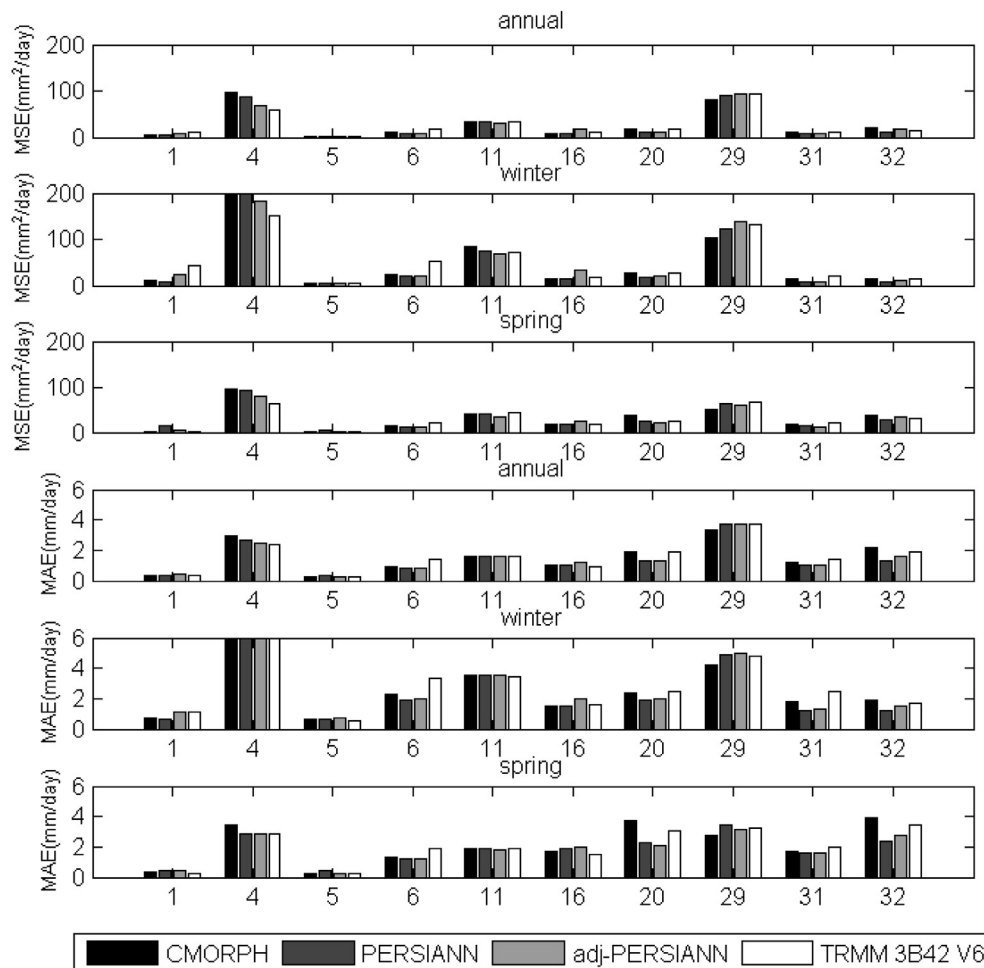 annual
MSE(mm²/day)
200
100
0
1 4 5 6 11 16 20 29 31 32
winter
MSE(mm²/day)
200
100
0
1 4 5 6 11 16 20 29 31 32
spring
MSE(mm²/day)
200
100
0
1 4 5 6 11 16 20 29 31 32
annual
MAE(mm/day)
6
4
2
0
1 4 5 6 11 16 20 29 31 32
winter
MAE(mm/day)
6
4
2
0
1 4 5 6 11 16 20 29 31 32
spring
MAE(mm/day)
6
4
2
0
1 4 5 6 11 16 20 29 31 32
CMORPH PERSIANN adj-PERSIANN TRMM 3B42 V6